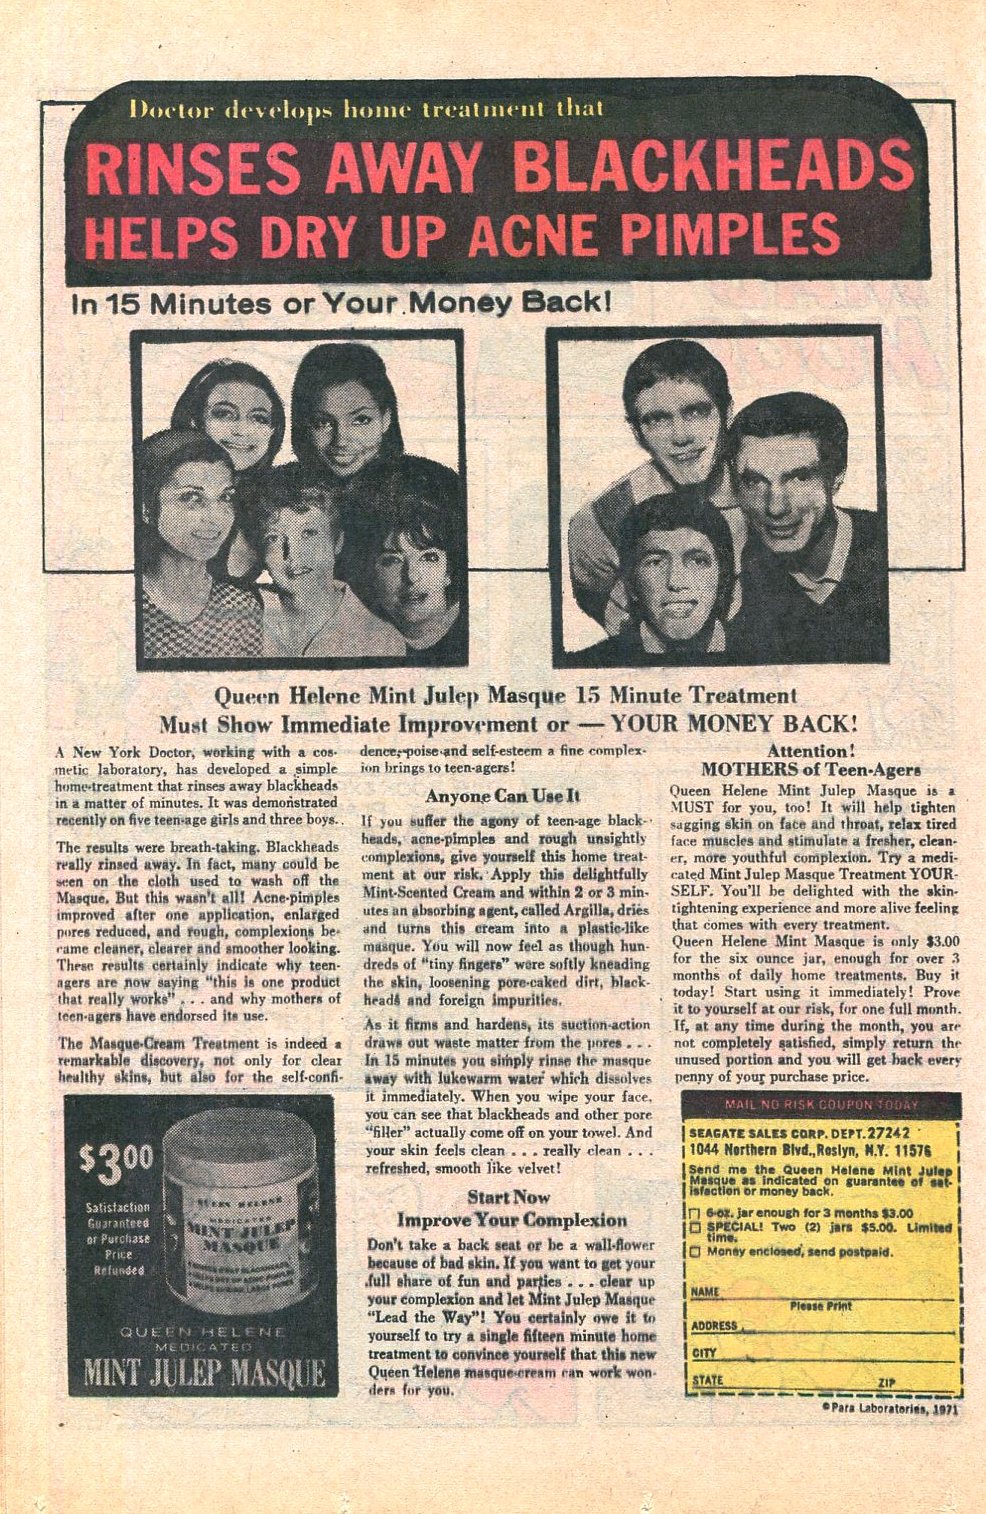 Doctor develops home treatment that
RINSES AWAY BLACKHEADS
HELPS DRY UP ACNE PIMPLES
In 15 Minutes or Your Money Back!
Queen Helene Mint Julep Masque 15 Minute Treatment
Must Show Immediate Improvement or — YOUR MONEY BACK!
A New York Doctor, working with a cos-
metic laboratory, has developed a simple
home-treatment that rinses away blackheads
in a matter of minutes. It was demonstrated
recently on five teen-age girls and three boys.
The results were breath-taking. Blackheads
really rinsed away. In fact, many could be
seen on the cloth used to wash off the
Masque. But this wasn't all! Acne-pimples
improved after one application, enlarged
pores reduced, and rough, complexions be-
came cleaner, clearer and smoother looking.
These results certainly indicate why teen-
agers are now saying "this is one product
that really works" . . . and why mothers of
teen-agers have endorsed its use.
The Masque-Cream Treatment is indeed a
remarkable discovery, not only for clear
healthy skins, but also for the self-confi-
$3.00
Satisfaction
Guaranteed
or Purchase
Price
Refunded
QUEEN HELENE
MEDICATED
MINT JULEP
MASQUE
QUEEN HELENE
MEDICATED
MINT JULEP MASQUE
dence, poise and self-esteem a fine complex-
ion brings to teen-agers!
Anyone Can Use It
If you suffer the agony of teen-age black-
heads, acne-pimples and rough unsightly
complexions, give yourself this home treat-
ment at our risk. Apply this delightfully
Mint-Scented Cream and within 2 or 3 min-
utes an absorbing agent, called Argilla, dries
and turns this cream into a plastic-like
masque. You will now feel as though hun-
dreds of "tiny fingers" were softly kneading
the skin, loosening pore-caked dirt, black-
heads and foreign impurities.
As it firms and hardens, its suction-action
draws out waste matter from the pores . . .
In 15 minutes you simply rinse the masque
away with lukewarm water which dissolves
it immediately. When you wipe your face,
you can see that blackheads and other pore
"filler" actually come off on your towel. And
your skin feels clean . . . really clean . . .
refreshed, smooth like velvet!
Start Now
Improve Your Complexion
Don't take a back seat or be a wall-flower
because of bad skin. If you want to get your
full share of fun and parties . . . clear up
your complexion and let Mint Julep Masque
"Lead the Way"! You certainly owe it to
yourself to try a single fifteen minute home
treatment to convince yourself that this new
Queen Helene masque-cream can work won-
ders for you.
Attention!
MOTHERS of Teen-Agers
Queen Helene Mint Julep Masque is a
MUST for you, too! It will help tighten
sagging skin on face and throat, relax tired
face muscles and stimulate a fresher, clean-
er, more youthful complexion. Try a medi-
cated Mint Julep Masque Treatment YOUR-
SELF. You'll be delighted with the skin-
tightening experience and more alive feeling
that comes with every treatment.
Queen Helene Mint Masque is only $3.00
for the six ounce jar, enough for over 3
months of daily home treatments. Buy it
today! Start using it immediately! Prove
it to yourself at our risk, for one full month.
If, at any time during the month, you are
not completely satisfied, simply return the
unused portion and you will get back every
penny of your purchase price.
MAIL NO RISK COUPON TODAY
SEAGATE SALES CORP. DEPT. 27242
1044 Northern Blvd., Roslyn, N.Y. 11576
Send me the Queen Helene Mint Julep
Masque as indicated on guarantee of sat-
isfaction or money back.
6-oz. jar enough for 3 months $3.00
SPECIAL! Two (2) jars $5.00. Limited
time.
Money enclosed, send postpaid.
NAME
Please Print
ADDRESS
CITY
STATE ZIP
© Para Laboratories, 1971